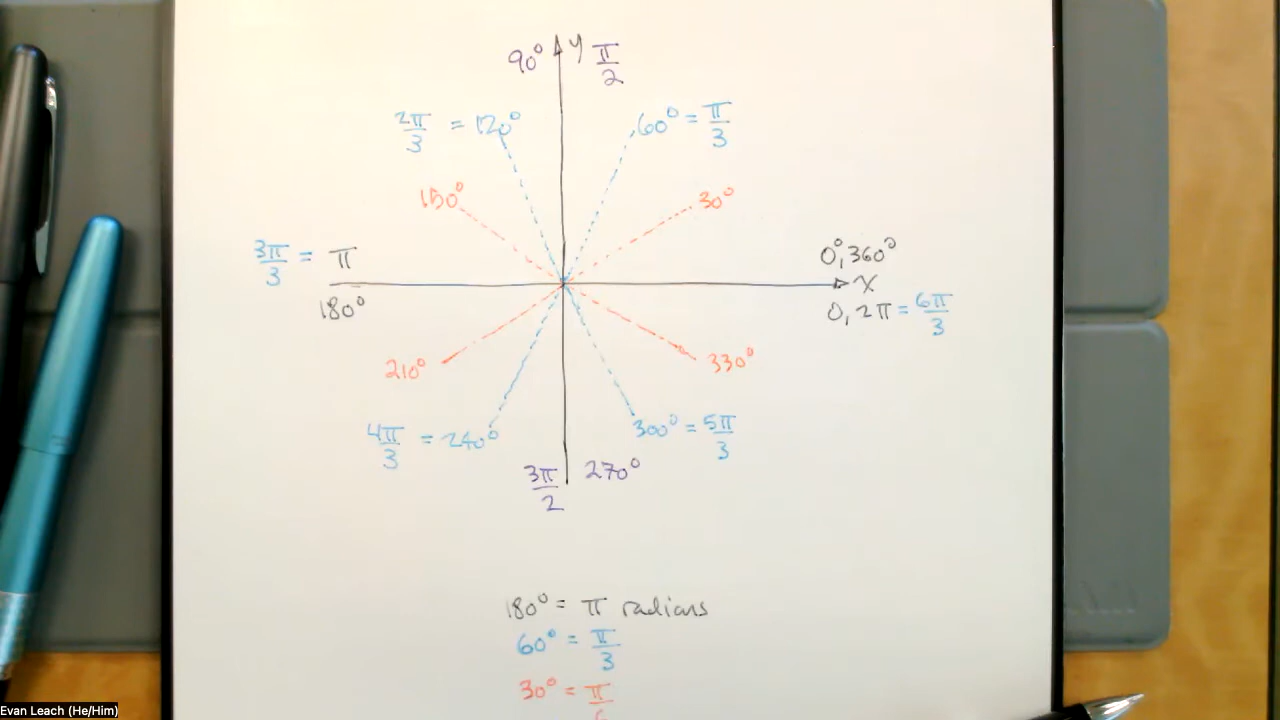 90° y π/2
2π/3 = 120°
60° = π/3
150°
30°
3π/3 = π
0°, 360°
x
180°
0, 2π = 6π/3
210°
330°
4π/3 = 240°
300° = 5π/3
3π/2 270°
180° = π radians
60° = π/3
30° = π/6
Evan Leach (He/Him)